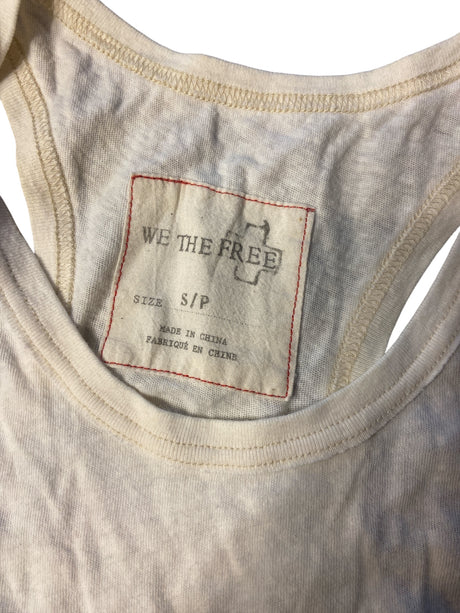 WE THE FREE
SIZE S/P
MADE IN CHINA
FABRIQUÉ EN CHINE